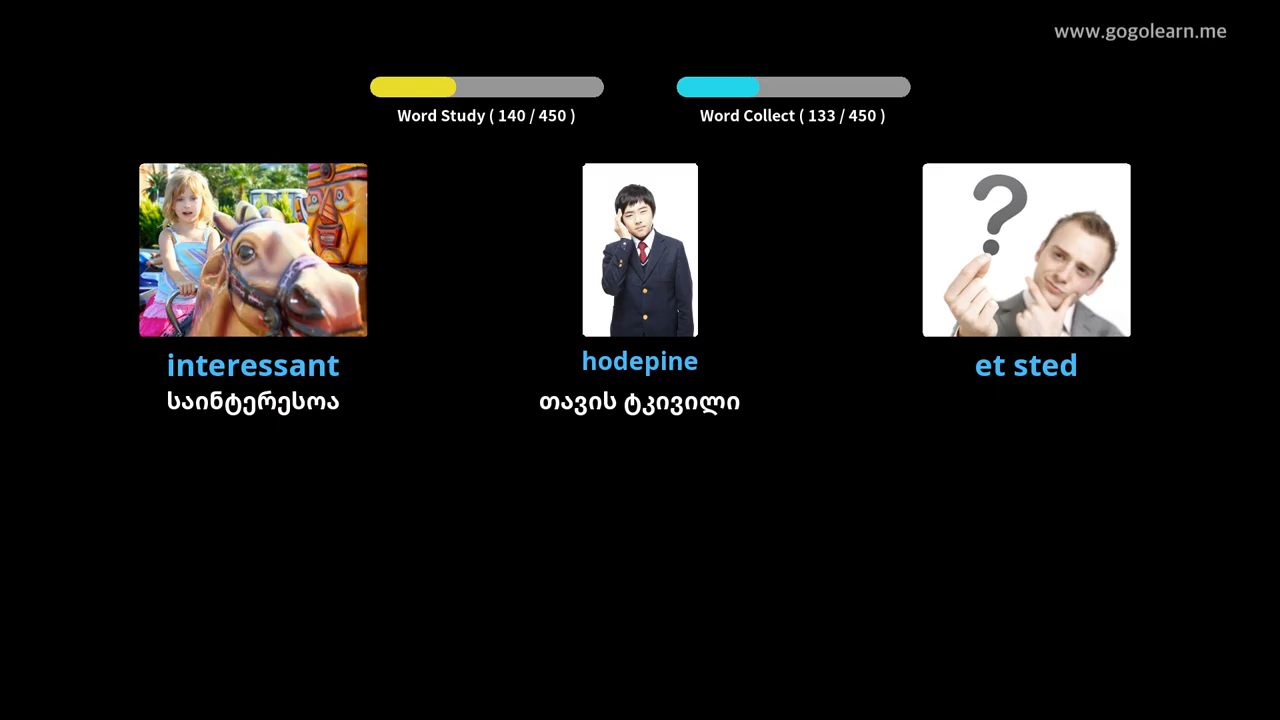 www.gogolearn.me
Word Study ( 140 / 450 )
Word Collect ( 133 / 450 )
interessant
საინტერესოა
hodepine
თავის ტკივილი
et sted